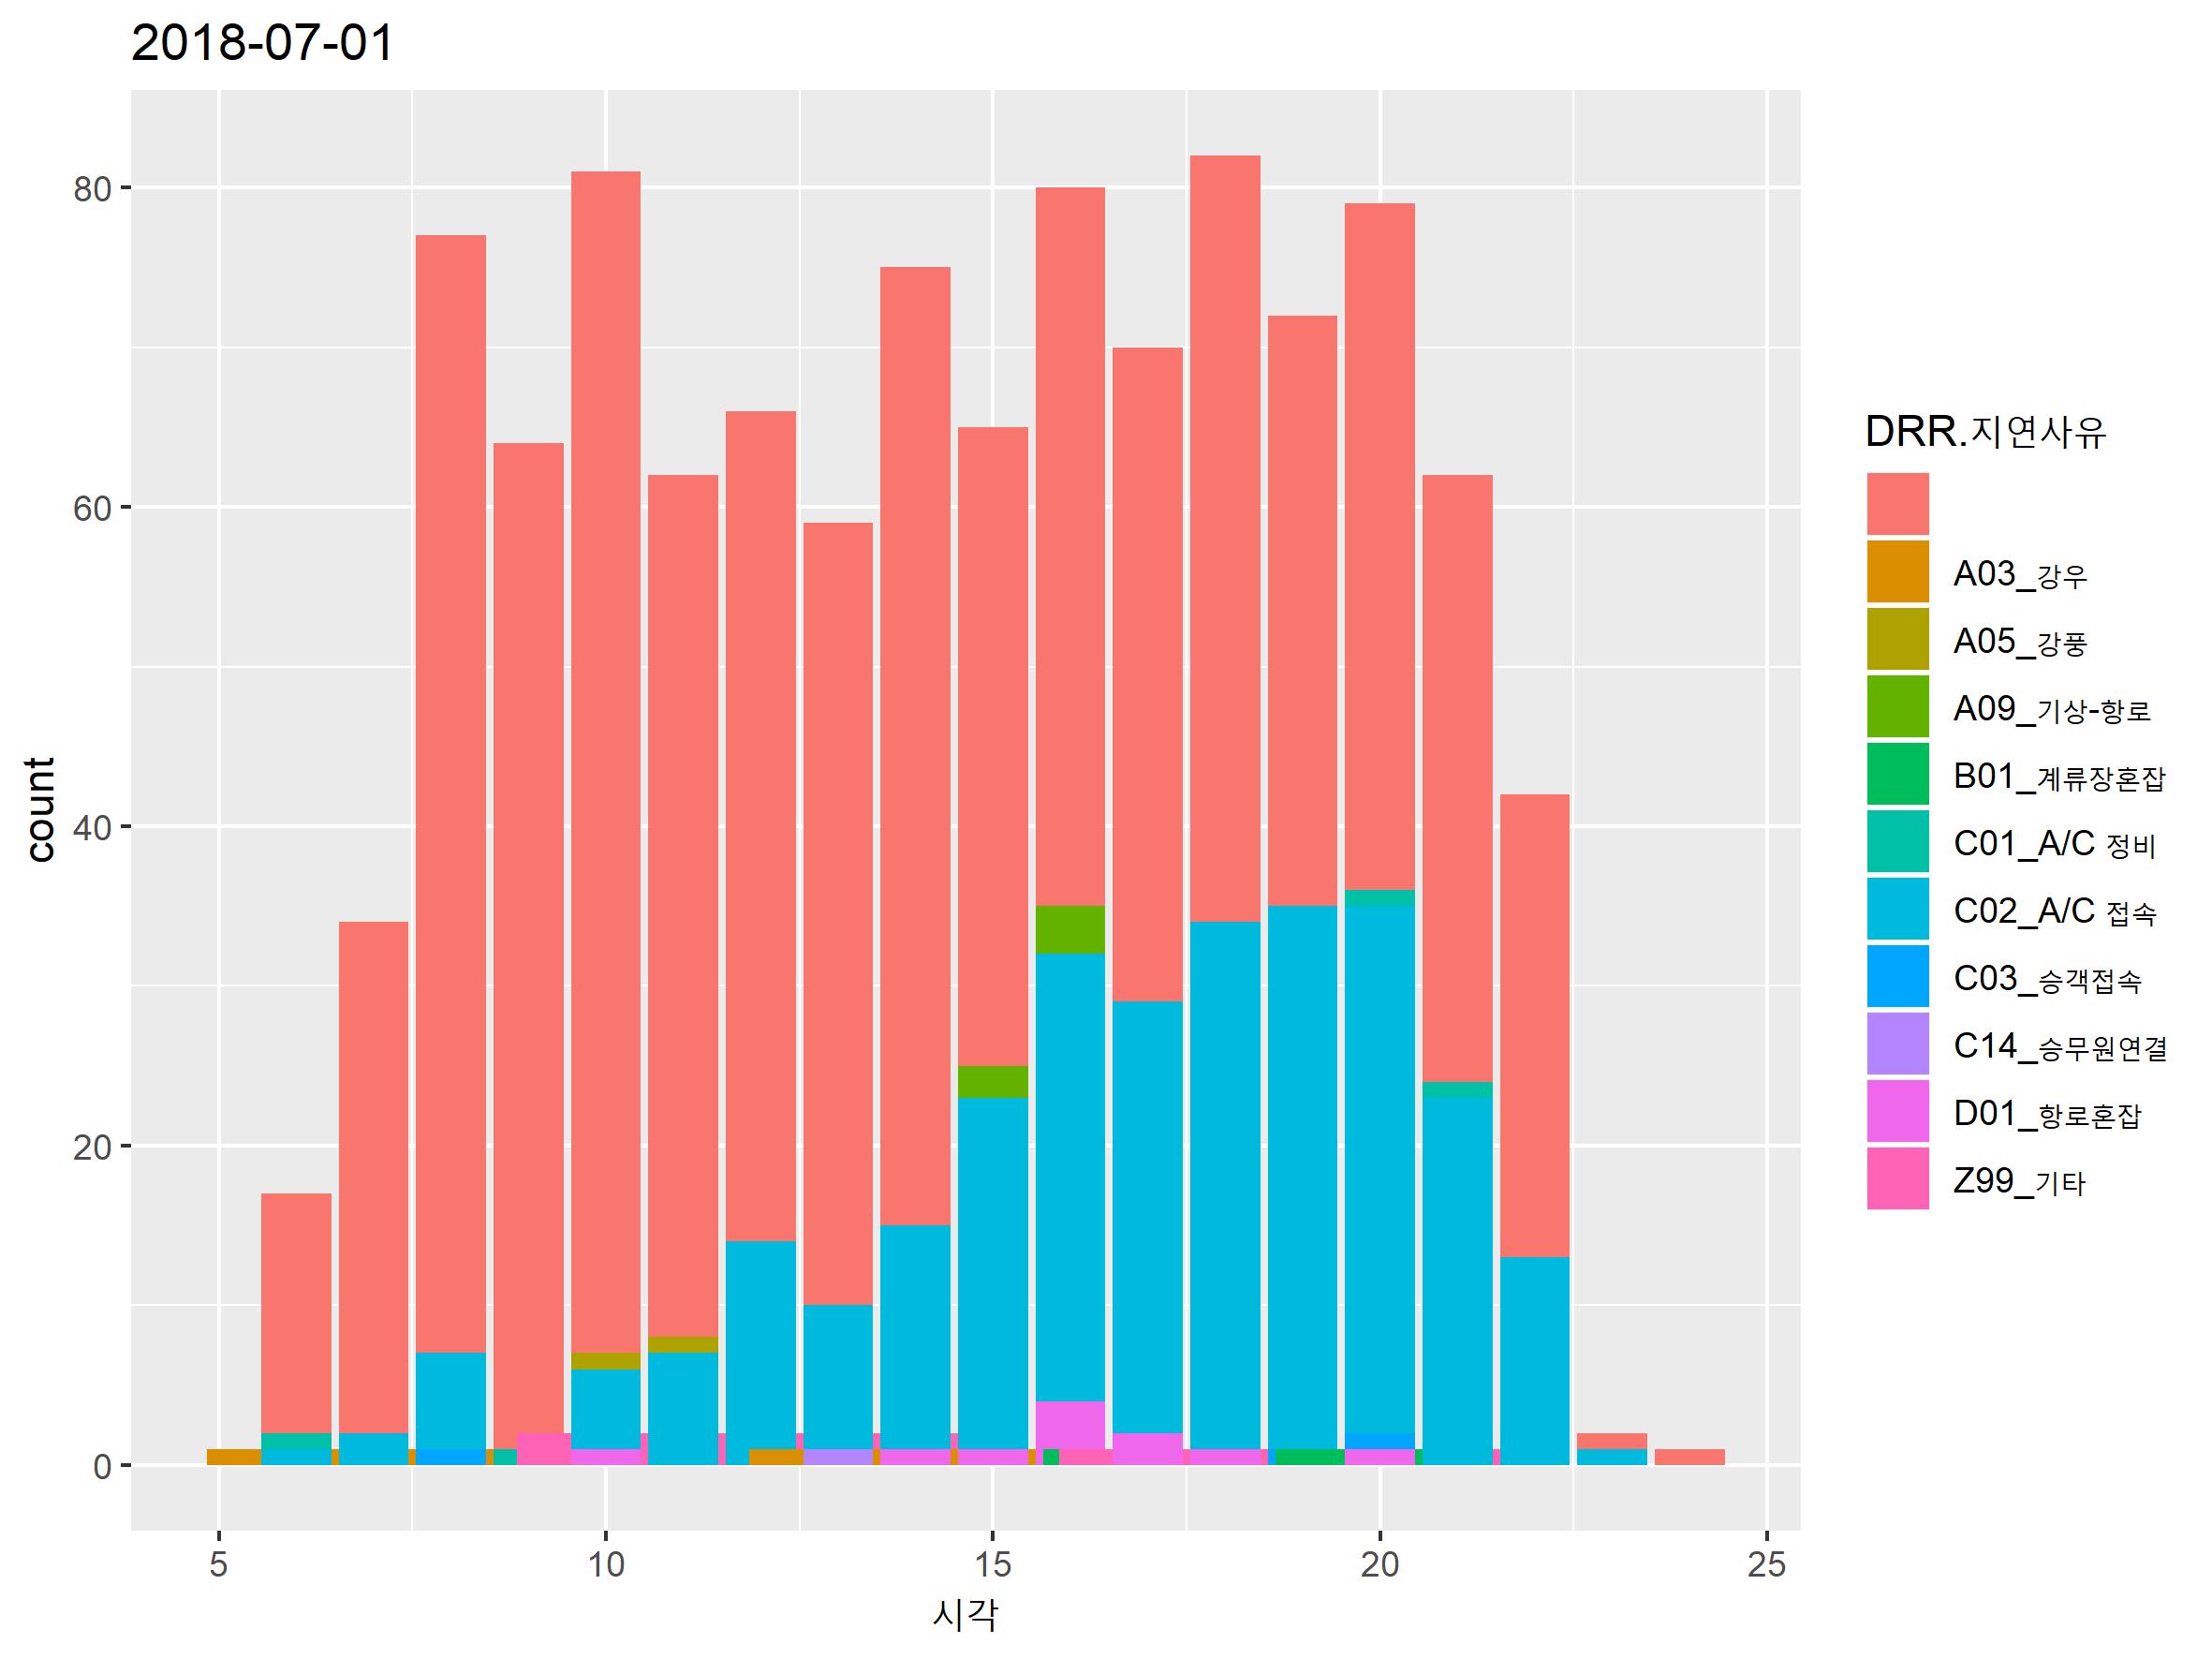 2018-07-01
count
80
60
40
20
0
5 10 15 20 25
시각
DRR.지연사유
A03_강우
A05_강풍
A09_기상-항로
B01_계류장혼잡
C01_A/C 정비
C02_A/C 접속
C03_승객접속
C14_승무원연결
D01_항로혼잡
Z99_기타